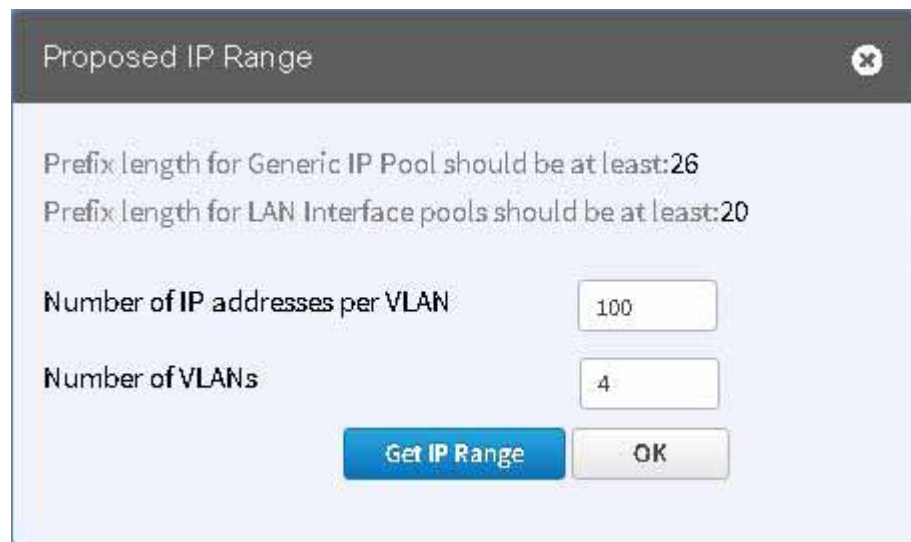 Proposed IP Range
Prefix length for Generic IP Pool should be at least:26
Prefix length for LAN Interface pools should be at least:20
Number of IP addresses per VLAN 100
Number of VLANs 4
Get IP Range OK